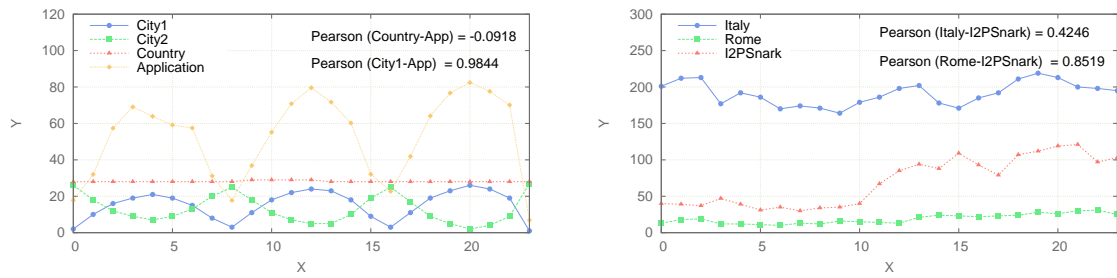 120
100
80
60
40
20
0
Y
City1
City2
Country
Application
Pearson (Country-App) = -0.0918
Pearson (City1-App) = 0.9844
0 5 10 15 20
X
300
250
200
150
100
50
0
Y
Italy
Rome
I2PSnark
Pearson (Italy-I2PSnark) = 0.4246
Pearson (Rome-I2PSnark) = 0.8519
0 5 10 15 20
X